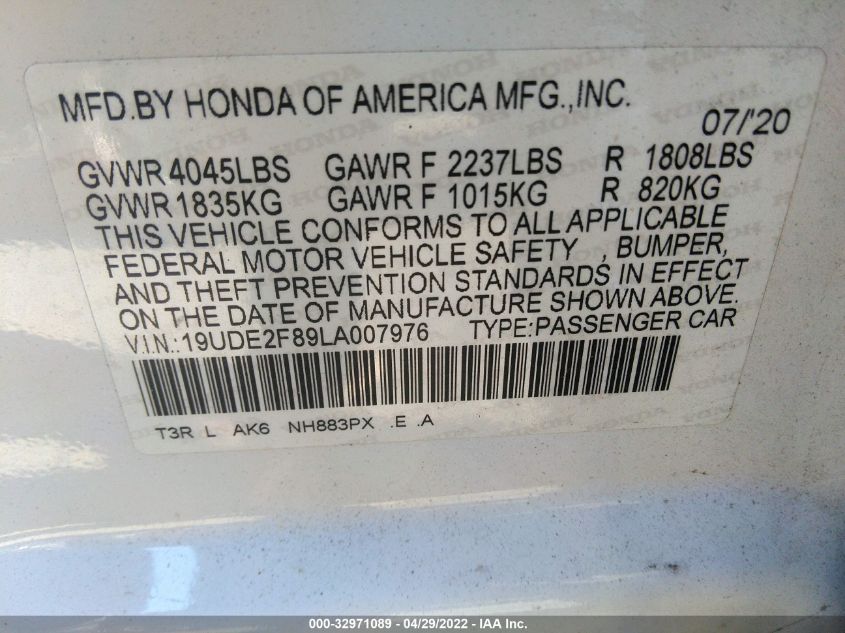 MFD.BY HONDA OF AMERICA MFG.,INC.
07/'20
GVWR 4045LBS GAWR F 2237LBS R 1808LBS
GVWR 1835KG GAWR F 1015KG R 820KG
THIS VEHICLE CONFORMS TO ALL APPLICABLE
FEDERAL MOTOR VEHICLE SAFETY , BUMPER,
AND THEFT PREVENTION STANDARDS IN EFFECT
ON THE DATE OF MANUFACTURE SHOWN ABOVE.
V.I.N.:19UDE2F89LA007976 TYPE:PASSENGER CAR
T3R L AK6 NH883PX .E .A
000-32971089 04/29/2022 - IAA Inc.